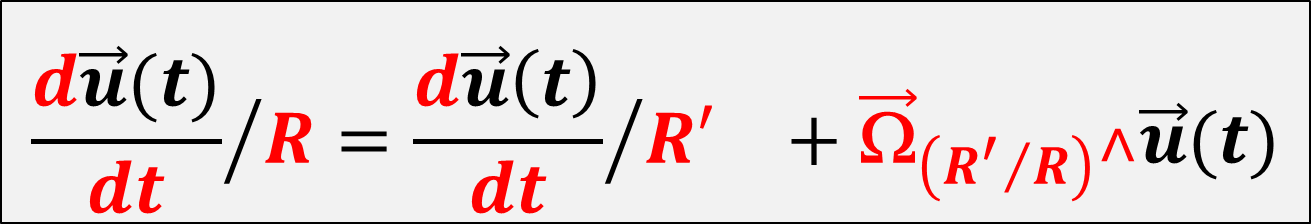 du⃗(t)/dt /R = du⃗(t)/dt /R′ + Ω⃗(R′/R)∧u⃗(t)